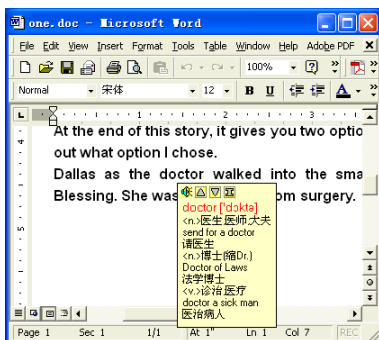 one.doc - Microsoft Word
File Edit View Insert Format Tools Table Window Help Adobe PDF
100%
Normal 宋体 12 B U A
1 2 3
At the end of this story, it gives you two optio
out what option I chose.
Dallas as the doctor walked into the sma
Blessing. She was om surgery.
doctor ['dɔktə]
<n.>医生 医师,大夫
send for a doctor
请医生
<n.>博士(缩Dr.)
Doctor of Laws
法学博士
<v.>诊治,医疗
doctor a sick man
医治病人
Page 1 Sec 1 1/1 At 1" Ln 1 Col 7 REC